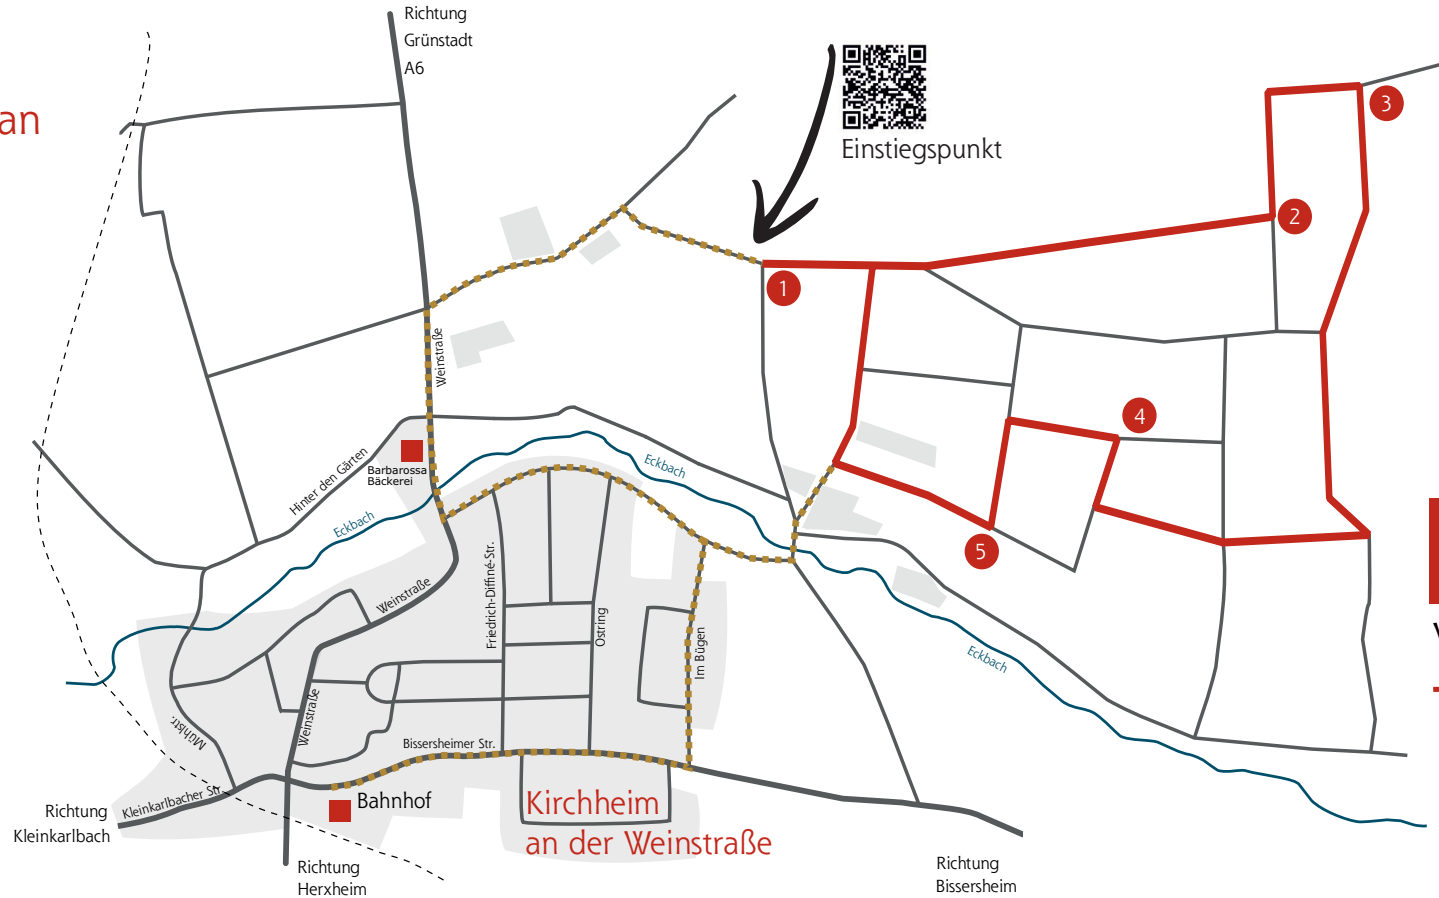 Richtung
Grünstadt
A6
an
Einstiegspunkt
3
2
1
Weinstraße
4
Hinter den Gärten
Barbarossa
Bäckerei
Eckbach
Eckbach
5
Friedrich-Diffiné-Str.
Weinstraße
Ostring
Im Bügen
Eckbach
Weinstraße
Mühlstr.
Bissersheimer Str.
Kleinkarlbacher Str.
Bahnhof
Kirchheim
an der Weinstraße
Richtung
Kleinkarlbach
Richtung
Herxheim
Richtung
Bissersheim